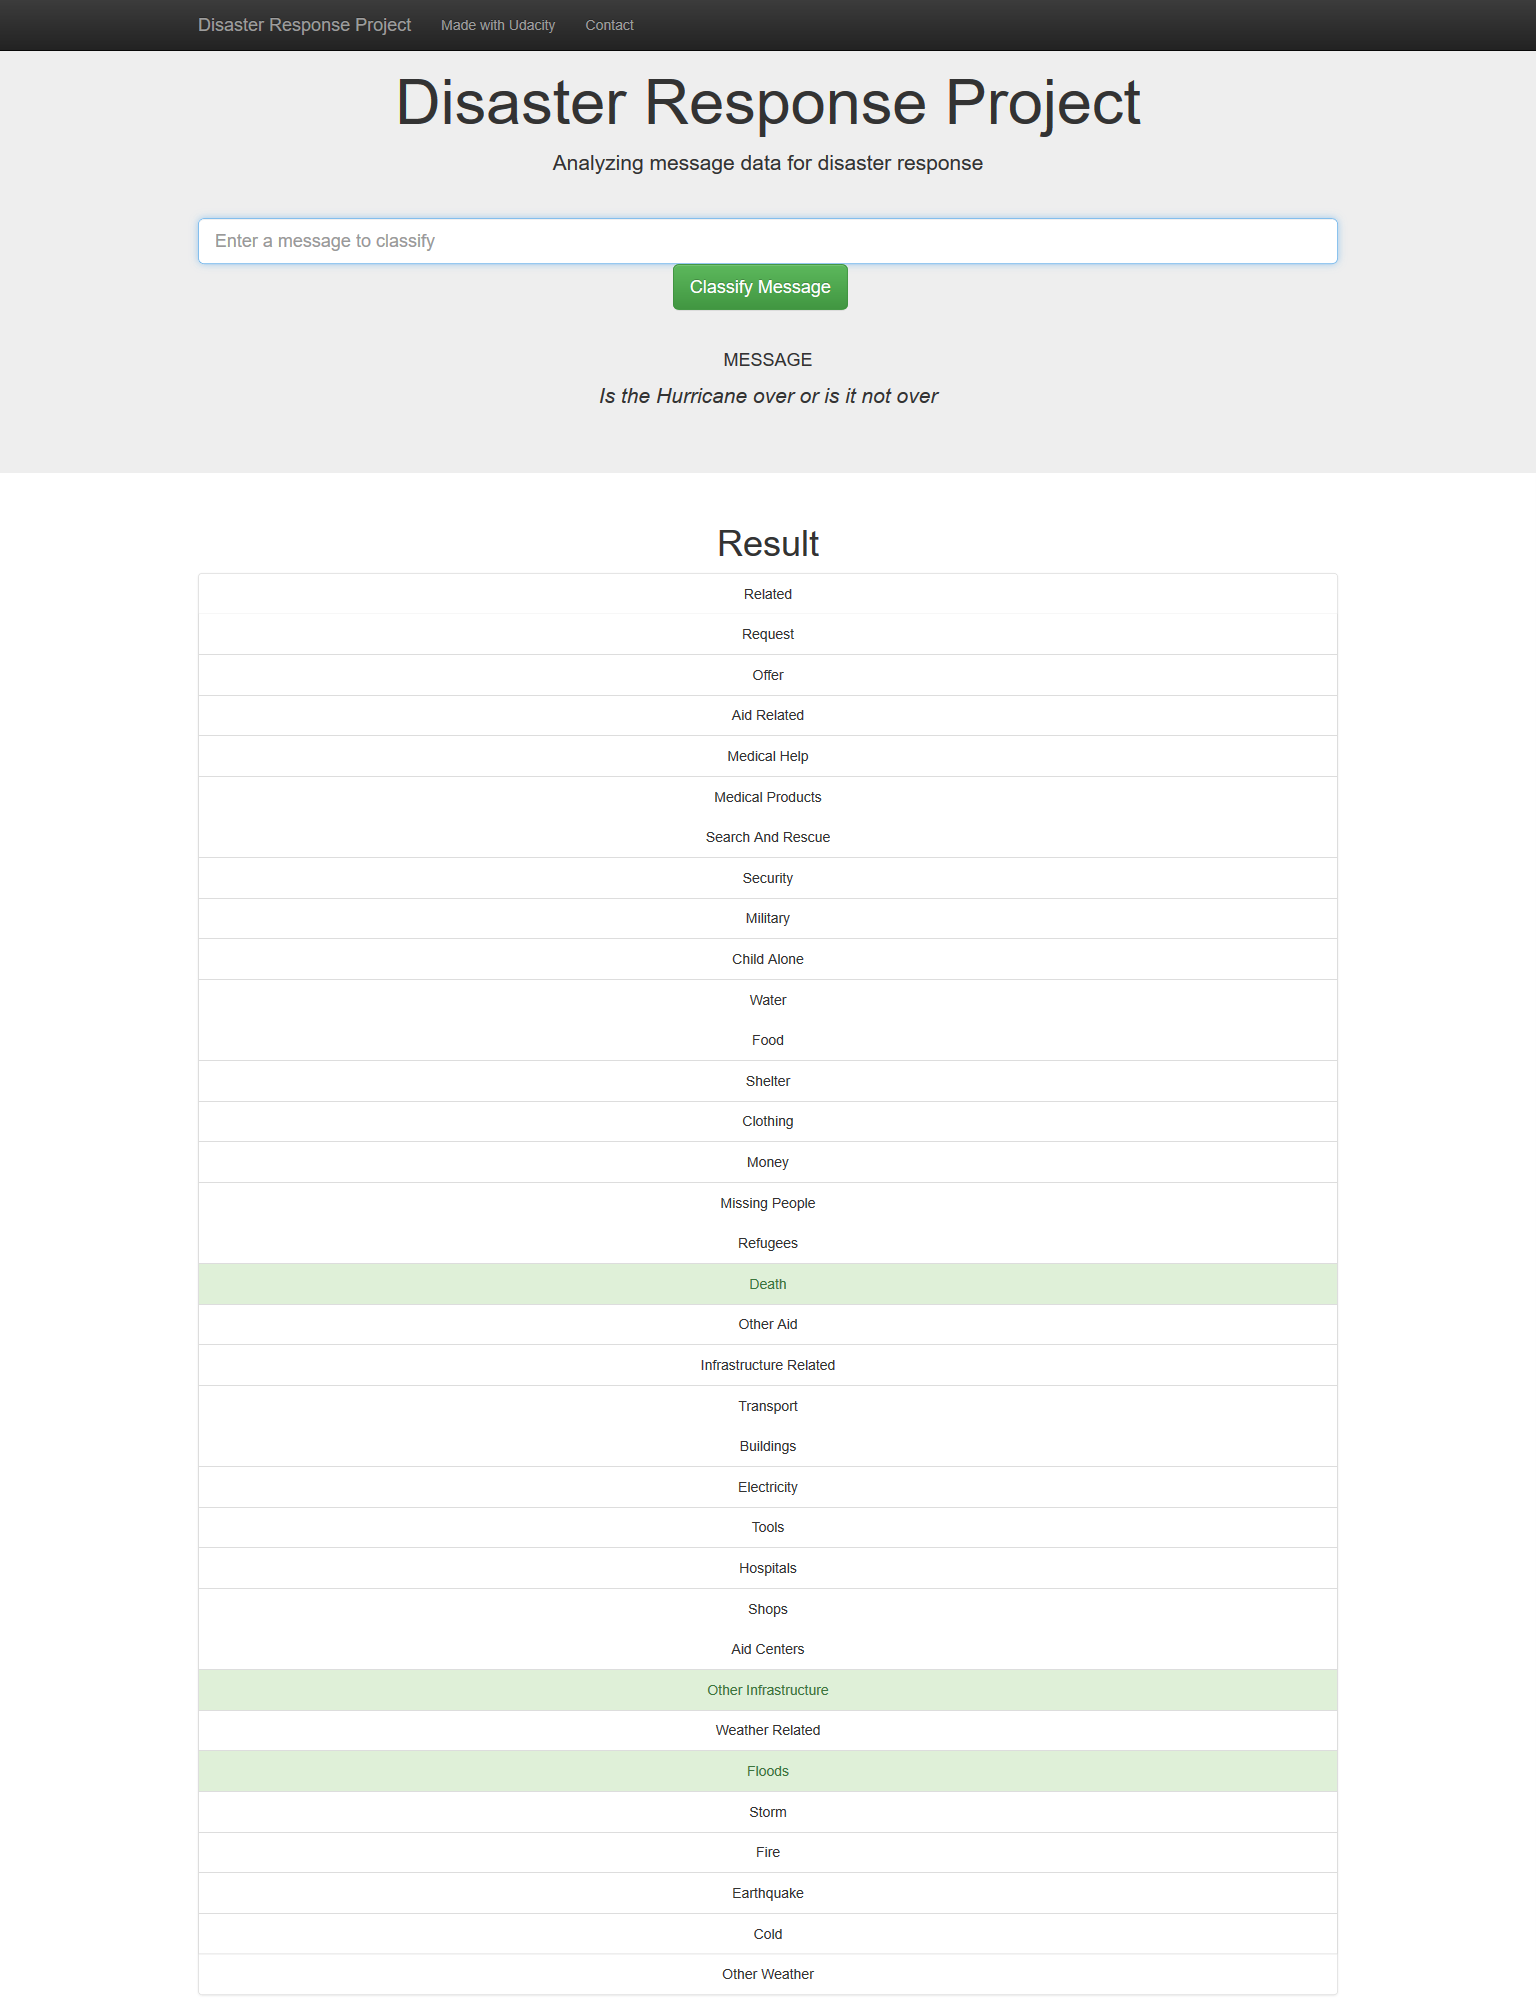 Disaster Response Project Made with Udacity Contact
Disaster Response Project
Analyzing message data for disaster response
Enter a message to classify
Classify Message
MESSAGE
Is the Hurricane over or is it not over
Result
Related
Request
Offer
Aid Related
Medical Help
Medical Products
Search And Rescue
Security
Military
Child Alone
Water
Food
Shelter
Clothing
Money
Missing People
Refugees
Death
Other Aid
Infrastructure Related
Transport
Buildings
Electricity
Tools
Hospitals
Shops
Aid Centers
Other Infrastructure
Weather Related
Floods
Storm
Fire
Earthquake
Cold
Other Weather